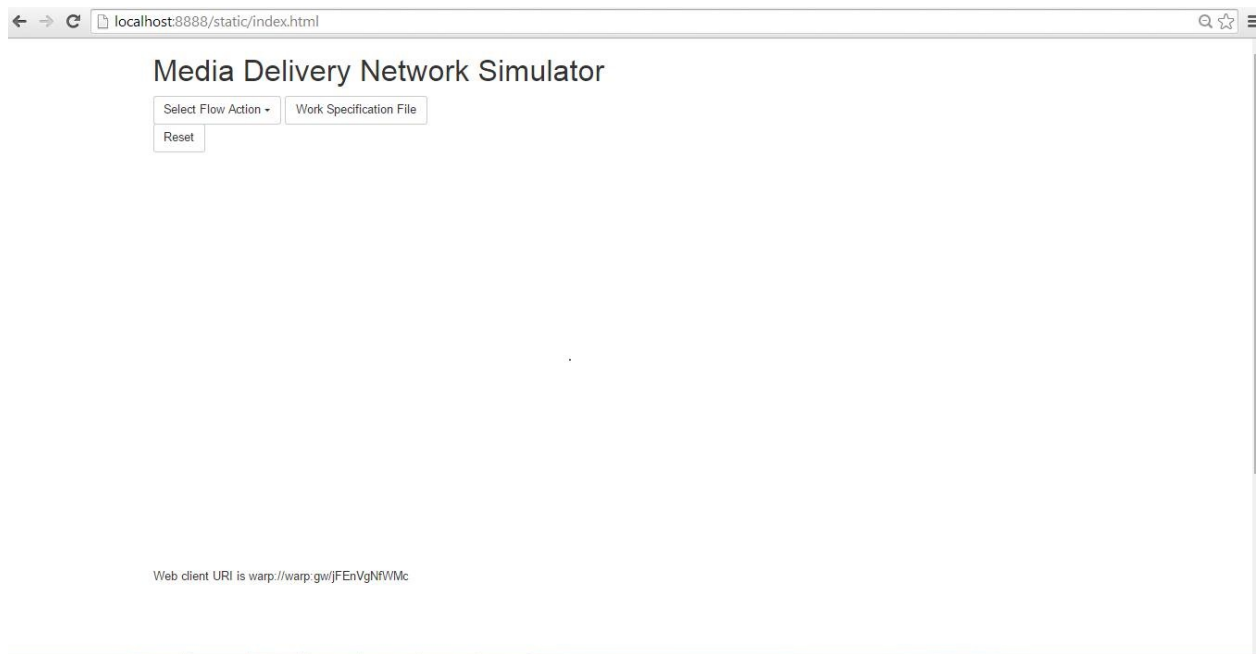 localhost:8888/static/index.html
Media Delivery Network Simulator
Select Flow Action Work Specification File
Reset
Web client URI is warp://warp:gw/jFEnVgNfWMc